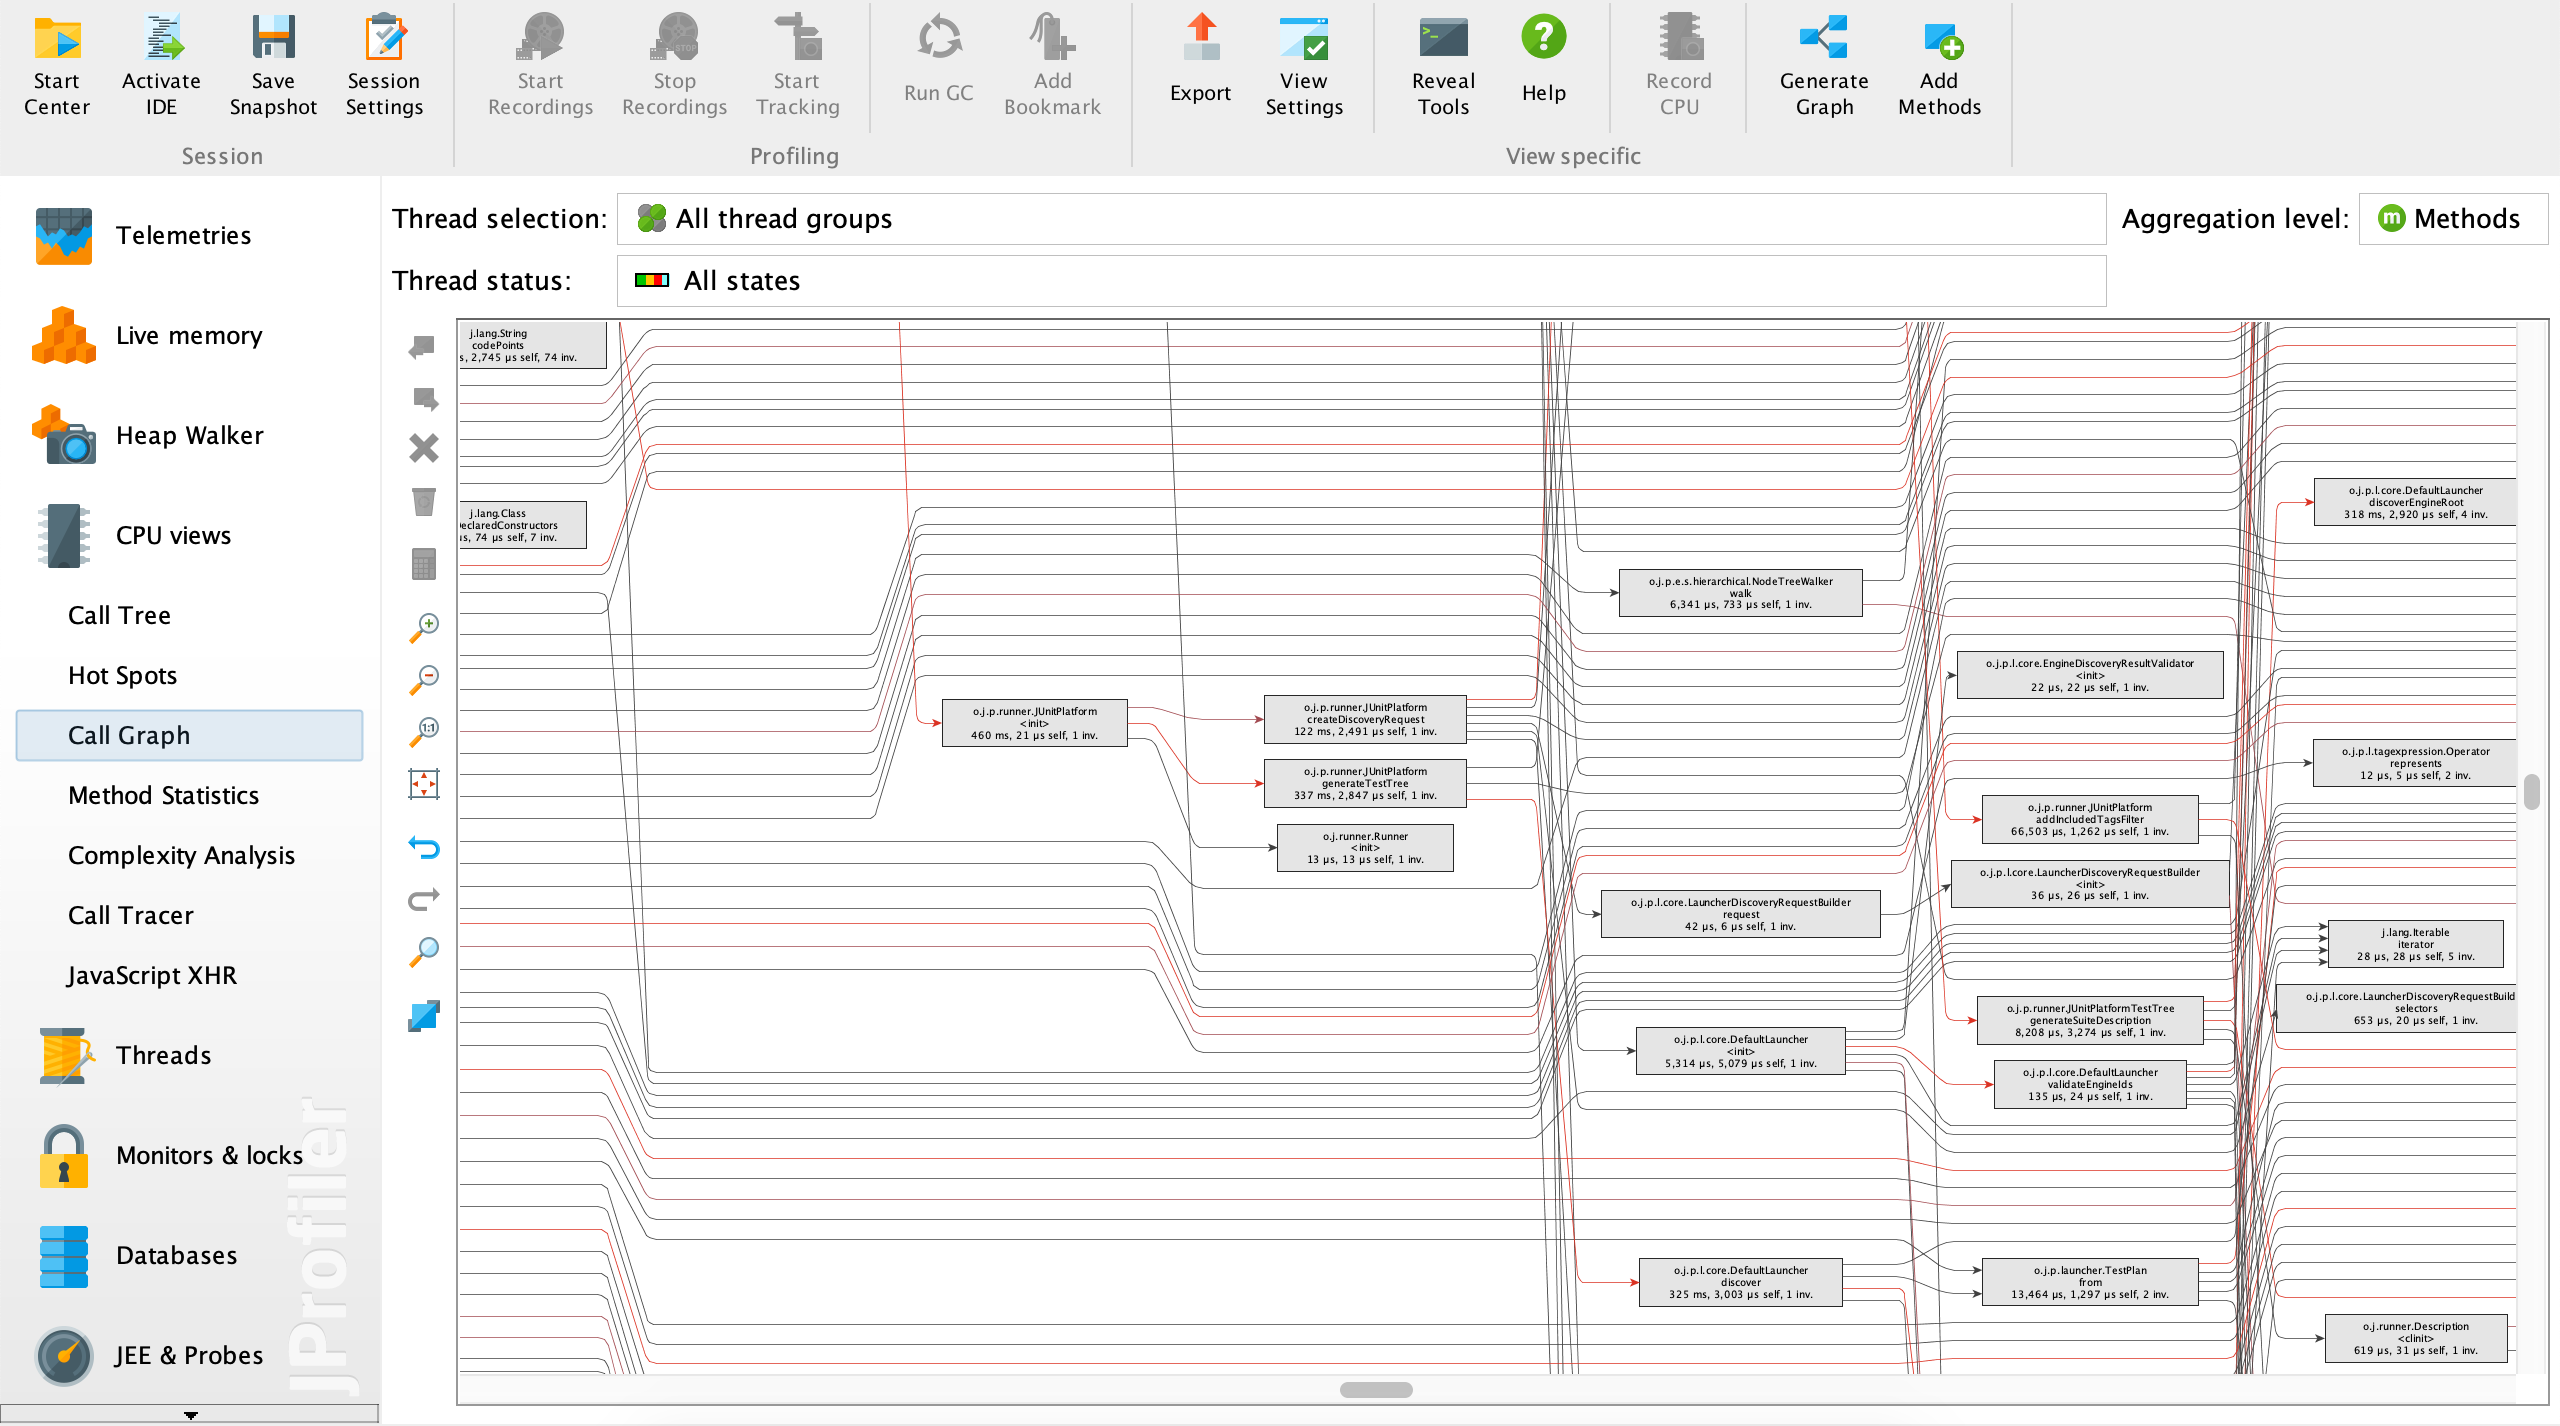 Start Center
Activate IDE
Save Snapshot
Session Settings
Start Recordings
Stop Recordings
Start Tracking
Run GC
Add Bookmark
Export
View Settings
Reveal Tools
Help
Record CPU
Generate Graph
Add Methods
Session
Profiling
View specific
Telemetries
Live memory
Heap Walker
CPU views
Call Tree
Hot Spots
Call Graph
Method Statistics
Complexity Analysis
Call Tracer
JavaScript XHR
Threads
Monitors & locks
Databases
JEE & Probes
JProfiler
Thread selection:
All thread groups
Aggregation level:
m Methods
Thread status:
All states
1:1
j.lang.String
codePoints
s, 2,745 µs self, 74 inv.
j.lang.Class
eclaredConstructors
µs, 74 µs self, 7 inv.
o.j.p.runner.JUnitPlatform
<init>
460 ms, 21 µs self, 1 inv.
o.j.p.runner.JUnitPlatform
createDiscoveryRequest
122 ms, 2,491 µs self, 1 inv.
o.j.p.runner.JUnitPlatform
generateTestTree
337 ms, 2,847 µs self, 1 inv.
o.j.runner.Runner
<init>
13 µs, 13 µs self, 1 inv.
o.j.p.e.s.hierarchical.NodeTreeWalker
walk
6,341 µs, 733 µs self, 1 inv.
o.j.p.l.core.LauncherDiscoveryRequestBuilder
request
42 µs, 6 µs self, 1 inv.
o.j.p.l.core.DefaultLauncher
<init>
5,314 µs, 5,079 µs self, 1 inv.
o.j.p.l.core.DefaultLauncher
discover
325 ms, 3,003 µs self, 1 inv.
o.j.p.l.core.EngineDiscoveryResultValidator
<init>
22 µs, 22 µs self, 1 inv.
o.j.p.runner.JUnitPlatform
addIncludedTagsFilter
66,503 µs, 1,262 µs self, 1 inv.
o.j.p.l.core.LauncherDiscoveryRequestBuilder
<init>
36 µs, 26 µs self, 1 inv.
o.j.p.runner.JUnitPlatformTestTree
generateSuiteDescription
8,208 µs, 3,274 µs self, 1 inv.
o.j.p.l.core.DefaultLauncher
validateEngineIds
135 µs, 24 µs self, 1 inv.
o.j.p.launcher.TestPlan
from
13,464 µs, 1,297 µs self, 2 inv.
o.j.p.l.core.DefaultLauncher
discoverEngineRoot
318 ms, 2,920 µs self, 4 inv.
o.j.p.l.tagexpression.Operator
represents
12 µs, 5 µs self, 2 inv.
j.lang.Iterable
iterator
28 µs, 28 µs self, 5 inv.
o.j.p.l.core.LauncherDiscoveryRequestBuild
selectors
653 µs, 20 µs self, 1 inv.
o.j.runner.Description
<clinit>
619 µs, 31 µs self, 1 inv.